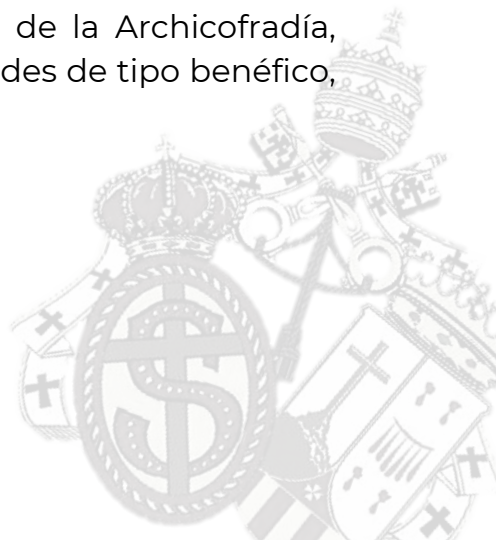 de la Archicofradía,
des de tipo benéfico,